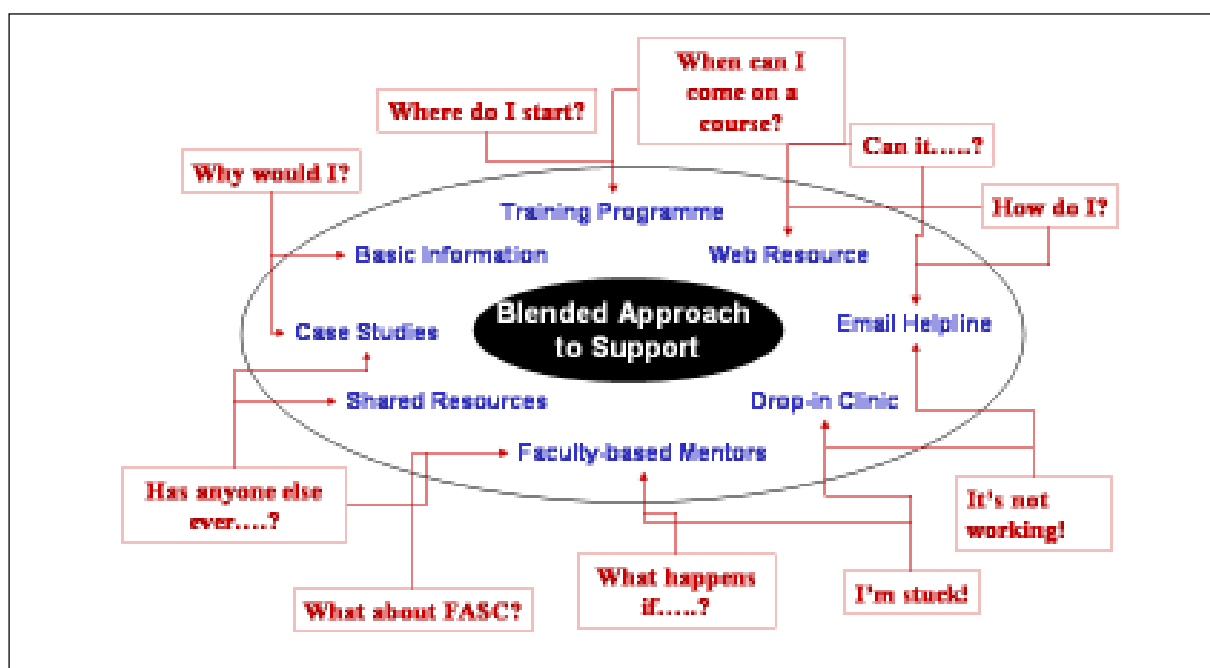 When can I
come on a
course?
Where do I start?
Can it.....?
Why would I?
How do I?
Training Programme
Basic Information
Web Resource
Blended Approach
to Support
Case Studies
Email Helpline
Shared Resources
Drop-in Clinic
Faculty-based Mentors
Has anyone else
ever.....?
It's not
working!
What about FASC?
What happens
if.....?
I'm stuck!